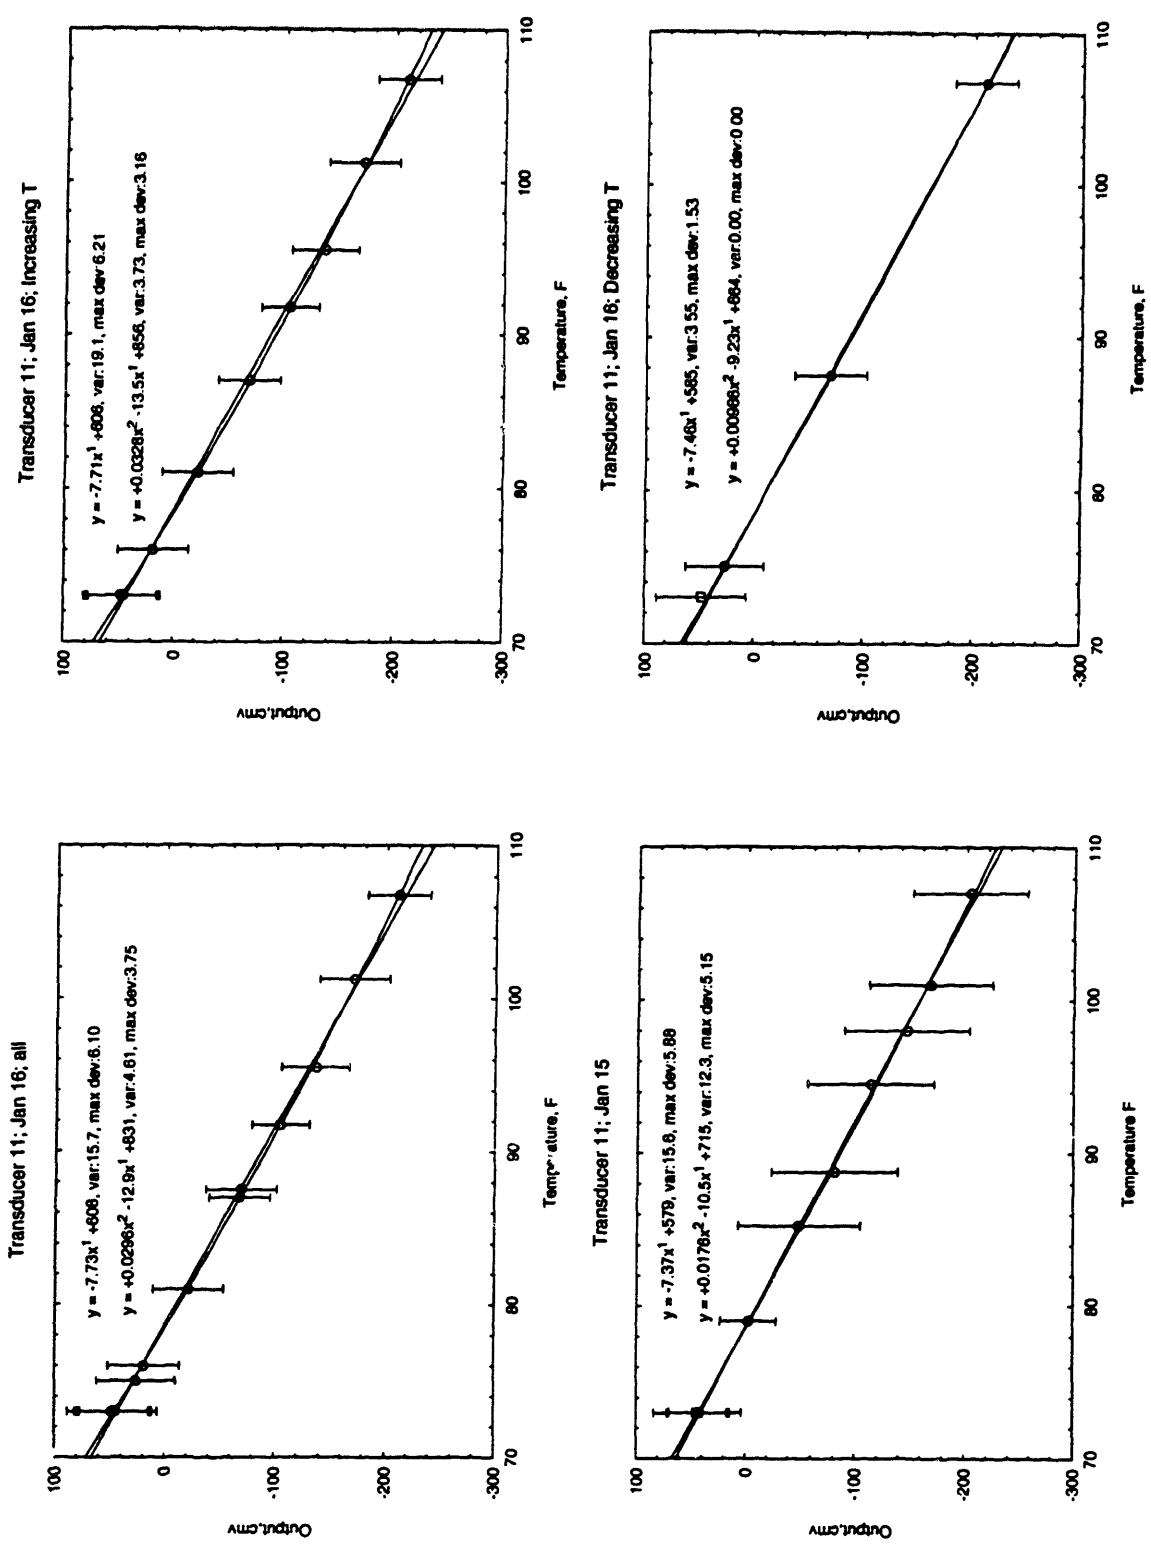 Transducer 11; Jan 16; all
y = -7.73x¹ +608, var:15.7, max dev:6.10
y = +0.0296x² -12.9x¹ +831, var:4.61, max dev:3.75
100
0
-100
-200
-300
Output,cmv
70
80
90
100
110
Temperature, F
Transducer 11; Jan 16; Increasing T
y = -7.71x¹ +606, var:19.1, max dev:6.21
y = +0.0328x² -13.5x¹ +856, var:3.73, max dev:3.16
100
0
-100
-200
-300
Output,cmv
70
80
90
100
110
Temperature, F
Transducer 11; Jan 15
y = -7.37x¹ +579, var:15.6, max dev:5.88
y = +0.0176x² -10.5x¹ +715, var:12.3, max dev:5.15
100
0
-100
-200
-300
Output,cmv
70
80
90
100
110
Temperature F
Transducer 11; Jan 16; Decreasing T
y = -7.46x¹ +585, var:3 55, max dev:1.53
y = +0.00986x² -9.23x¹ +664, var:0.00, max dev:0 00
100
0
-100
-200
-300
Output,cmv
70
80
90
100
110
Temperature, F